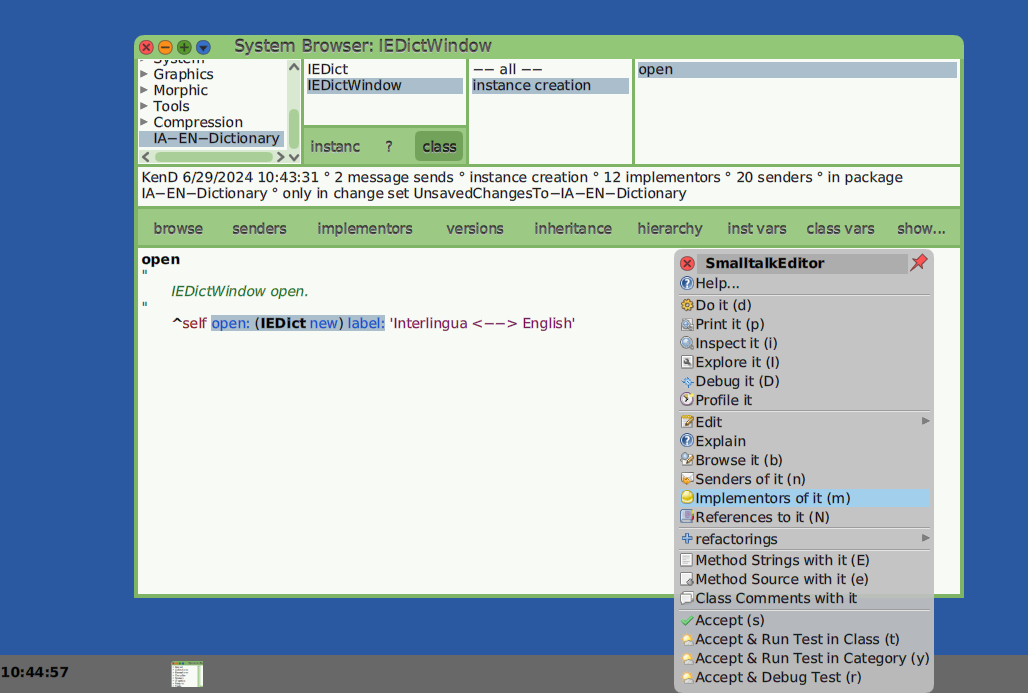 System Browser: IEDictWindow
System
Graphics
Morphic
Tools
Compression
IA−EN−Dictionary
IEDict
IEDictWindow
instanc ? class
−− all −−
instance creation
open
KenD 6/29/2024 10:43:31 ° 2 message sends ° instance creation ° 12 implementors ° 20 senders ° in package
IA−EN−Dictionary ° only in change set UnsavedChangesTo−IA−EN−Dictionary
browse senders implementors versions inheritance hierarchy inst vars class vars show...
open
"
IEDictWindow open.
"
^self open: (IEDict new) label: 'Interlingua <−−> English'
SmalltalkEditor
Help...
Do it (d)
Print it (p)
Inspect it (i)
Explore it (I)
Debug it (D)
Profile it
Edit
Explain
Browse it (b)
Senders of it (n)
Implementors of it (m)
References to it (N)
refactorings
Method Strings with it (E)
Method Source with it (e)
Class Comments with it
Accept (s)
Accept & Run Test in Class (t)
Accept & Run Test in Category (y)
Accept & Debug Test (r)
10:44:57